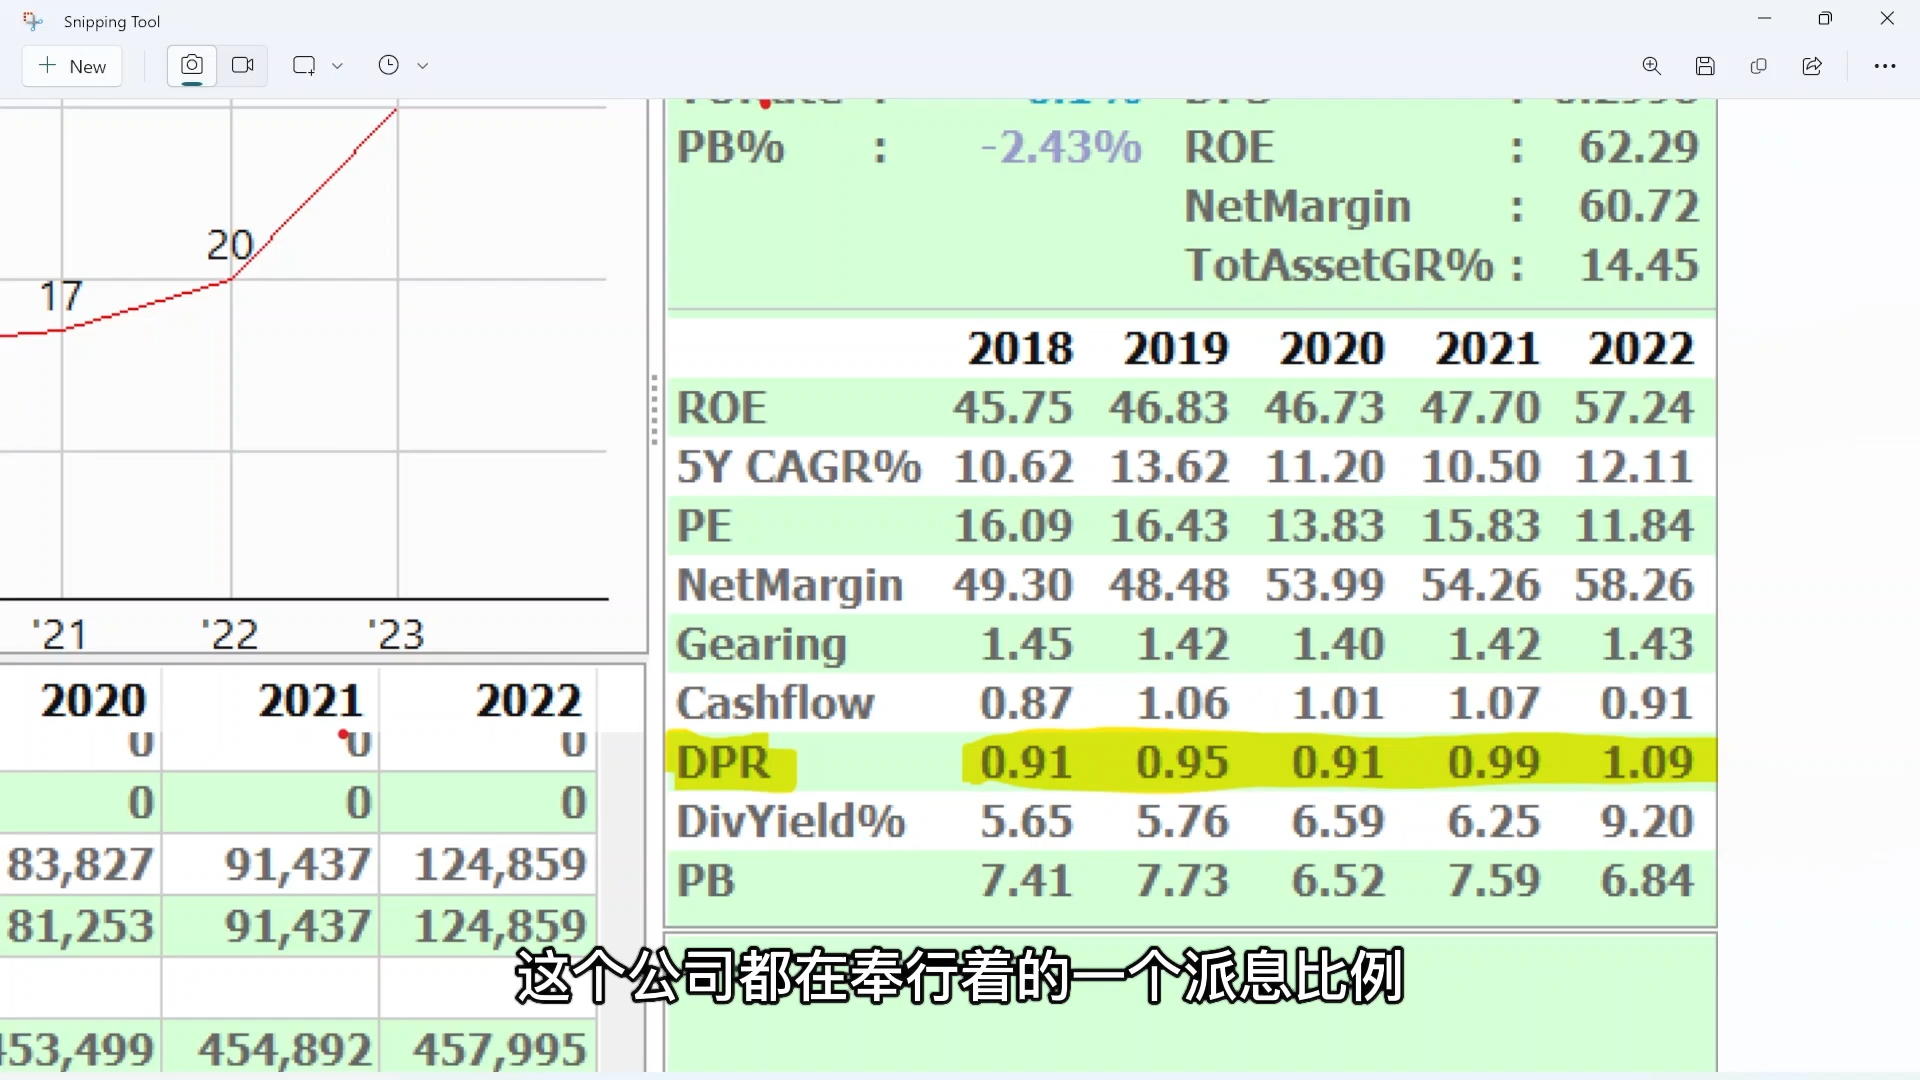 Snipping Tool
New
PB% : -2.43% ROE : 62.29
NetMargin : 60.72
TotAssetGR% : 14.45
20
17
'21 '22 '23
2018 2019 2020 2021 2022
ROE 45.75 46.83 46.73 47.70 57.24
5Y CAGR% 10.62 13.62 11.20 10.50 12.11
PE 16.09 16.43 13.83 15.83 11.84
NetMargin 49.30 48.48 53.99 54.26 58.26
Gearing 1.45 1.42 1.40 1.42 1.43
Cashflow 0.87 1.06 1.01 1.07 0.91
DPR 0.91 0.95 0.91 0.99 1.09
DivYield% 5.65 5.76 6.59 6.25 9.20
PB 7.41 7.73 6.52 7.59 6.84
2020 2021 2022
0 0 0
0 0 0
83,827 91,437 124,859
81,253 91,437 124,859
453,499 454,892 457,995
这个公司都在奉行着的一个派息比例